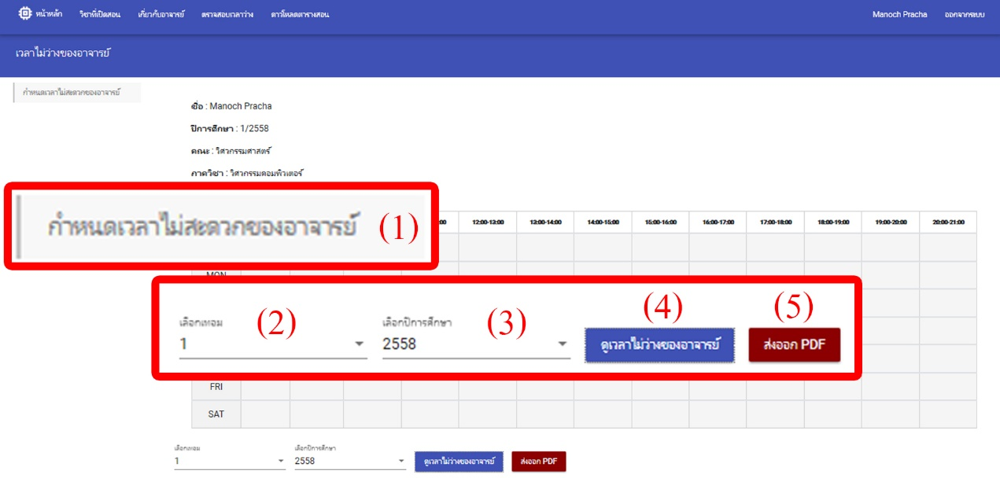 หน้าหลัก วิชาที่เปิดสอน เกี่ยวกับอาจารย์ ตรวจสอบเวลาว่าง ดาวโหลดตารางสอน Manoch Pracha ออกจากระบบ
เวลาไม่ว่างของอาจารย์
กำหนดเวลาไม่สะดวกของอาจารย์
ชื่อ : Manoch Pracha
ปีการศึกษา : 1/2558
คณะ : วิศวกรรมศาสตร์
ภาควิชา : วิศวกรรมคอมพิวเตอร์
กำหนดเวลาไม่สะดวกของอาจารย์ (1)
:00 12:00-13:00 13:00-14:00 14:00-15:00 15:00-16:00 16:00-17:00 17:00-18:00 18:00-19:00 19:00-20:00 20:00-21:00
MON
เลือกเทอม (2) เลือกปีการศึกษา (3) (4) (5)
1 2558 ดูเวลาไม่ว่างของอาจารย์ ส่งออก PDF
FRI
SAT
เลือกเทอม เลือกปีการศึกษา
1 2558 ดูเวลาไม่ว่างของอาจารย์ ส่งออก PDF